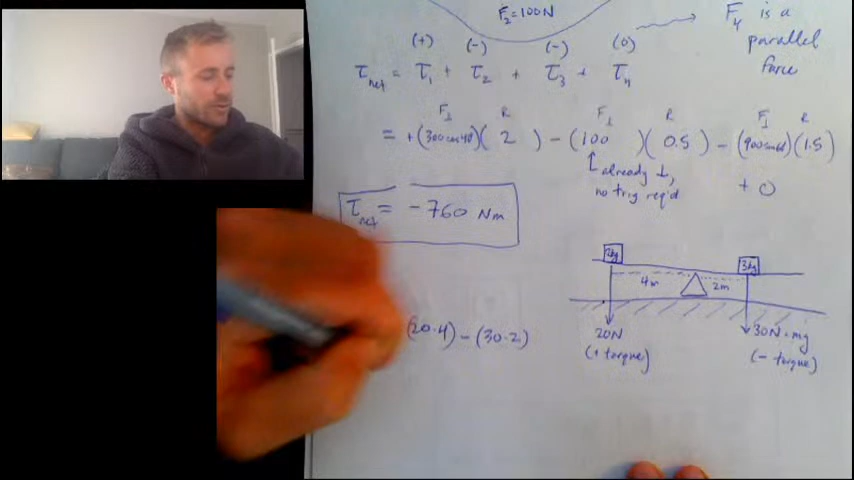 F₂=100N
F₄ is a
parallel
force
(+) (-) (-) (0)
τnet = τ₁ + τ₂ + τ₃ + τ₄
F⊥ R F⊥ R F⊥ R
= +(300cos40)(2) - (100)(0.5) - (900sin60)(1.5)
already ⊥,
no trig req'd
+ 0
τnet = -760 Nm
2kg 3kg
4m 2m
(20·4) - (30·2)
20N 30N = mg
(+ torque) (- torque)